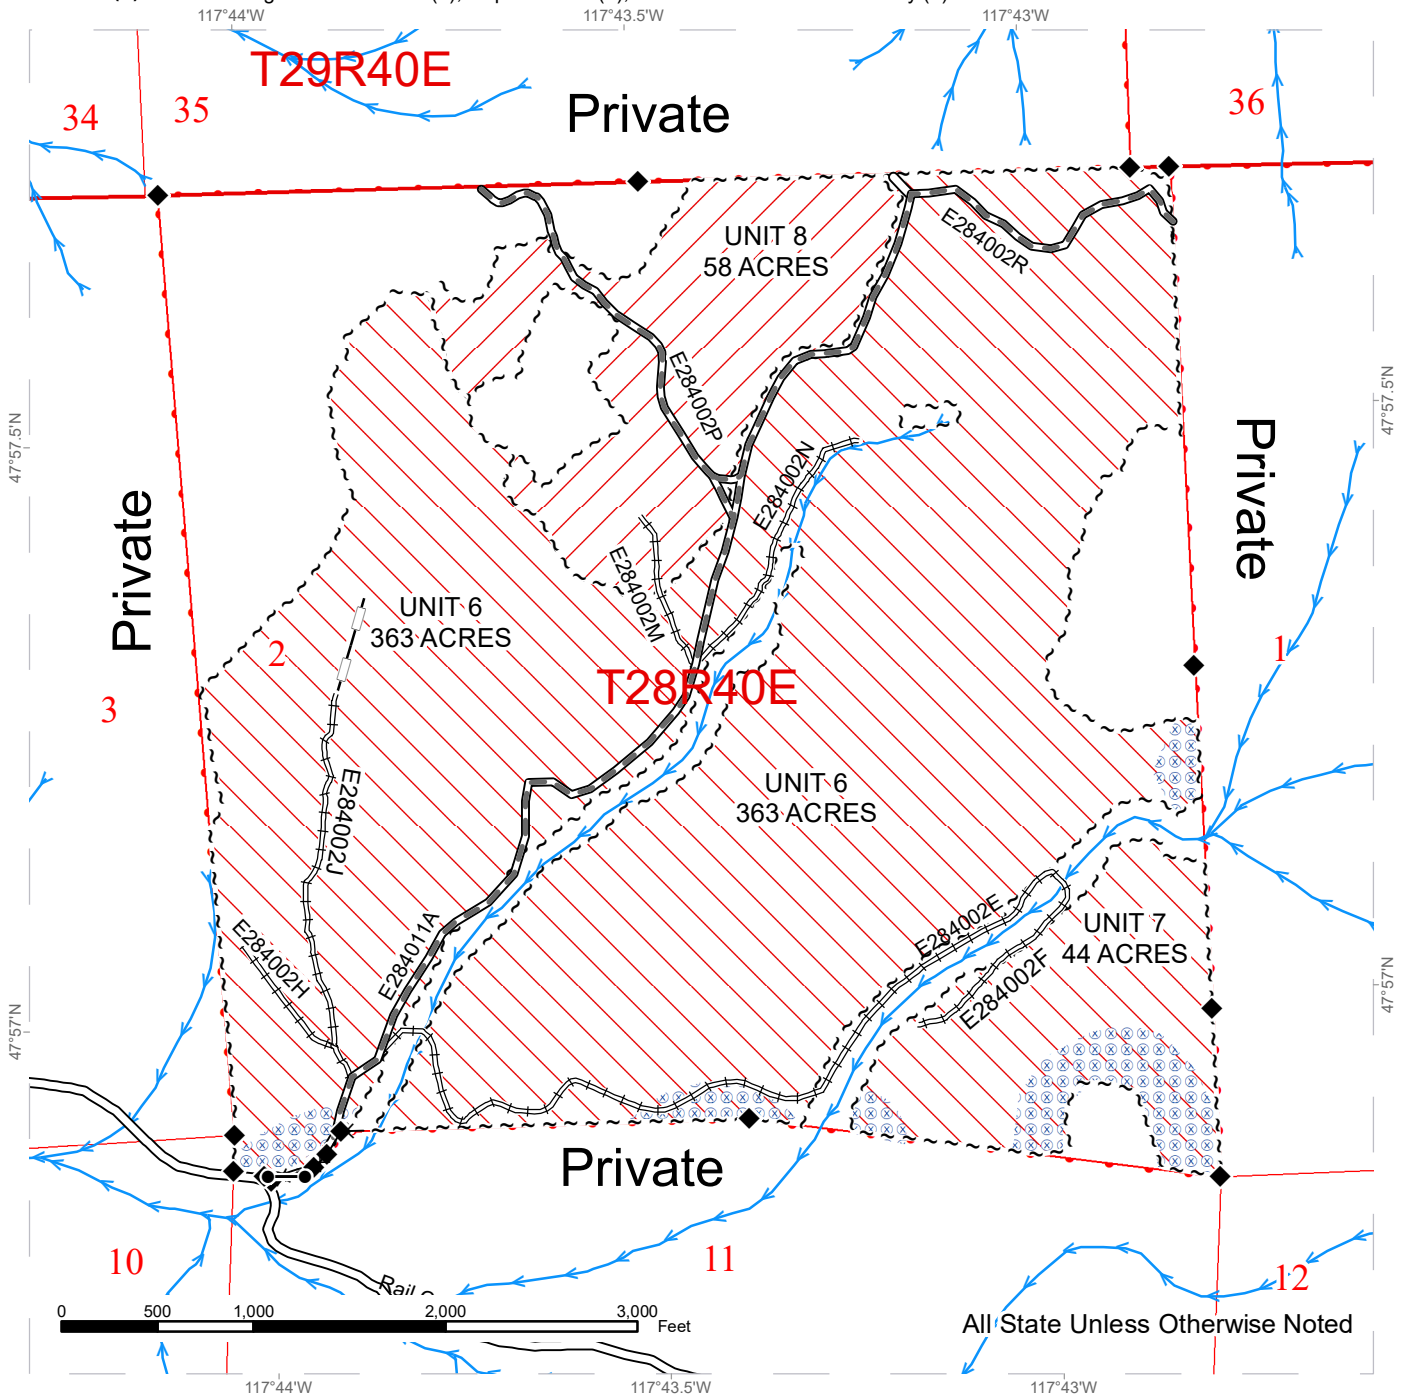 117°44'W
117°43.5'W
117°43'W
T29R40E
34
35
Private
36
UNIT 8
58 ACRES
E284002R
E284002P
47°57.5'N
47°57.5'N
E284002N
Private
Private
E284002M
UNIT 6
363 ACRES
2
1
3
T28R40E
UNIT 6
363 ACRES
E284002J
E284002E
UNIT 7
44 ACRES
E284002H
E284011A
E284002F
47°57'N
47°57'N
Private
10
11
12
Rail
0
500
1,000
2,000
3,000
Feet
All State Unless Otherwise Noted
117°44'W
117°43.5'W
117°43'W